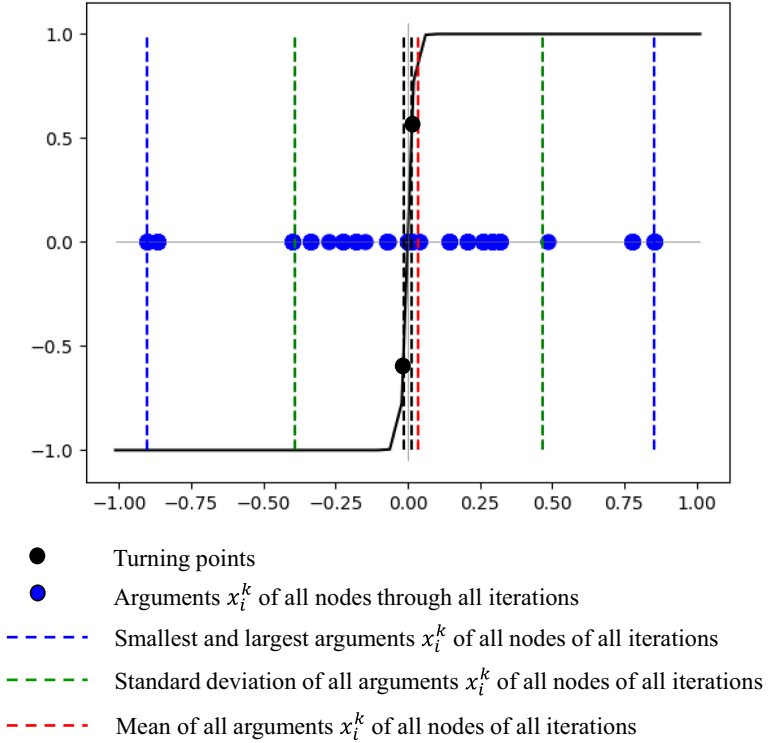 1.0
0.5
0.0
−0.5
−1.0
−1.00 −0.75 −0.50 −0.25 0.00 0.25 0.50 0.75 1.00
Turning points
Arguments $x_i^k$ of all nodes through all iterations
Smallest and largest arguments $x_i^k$ of all nodes of all iterations
Standard deviation of all arguments $x_i^k$ of all nodes of all iterations
Mean of all arguments $x_i^k$ of all nodes of all iterations